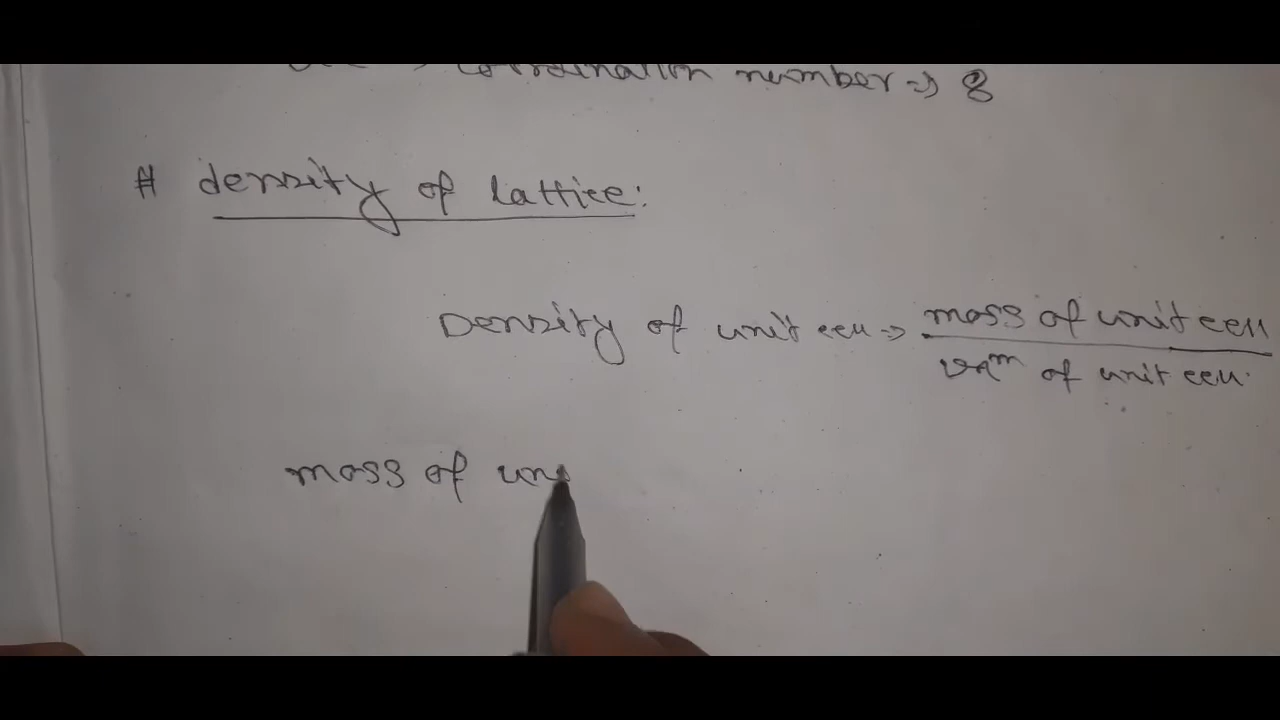 coordination number => 8
# density of lattice:
Density of unit cell => mass of unit cell
of unit cell.
mass of un